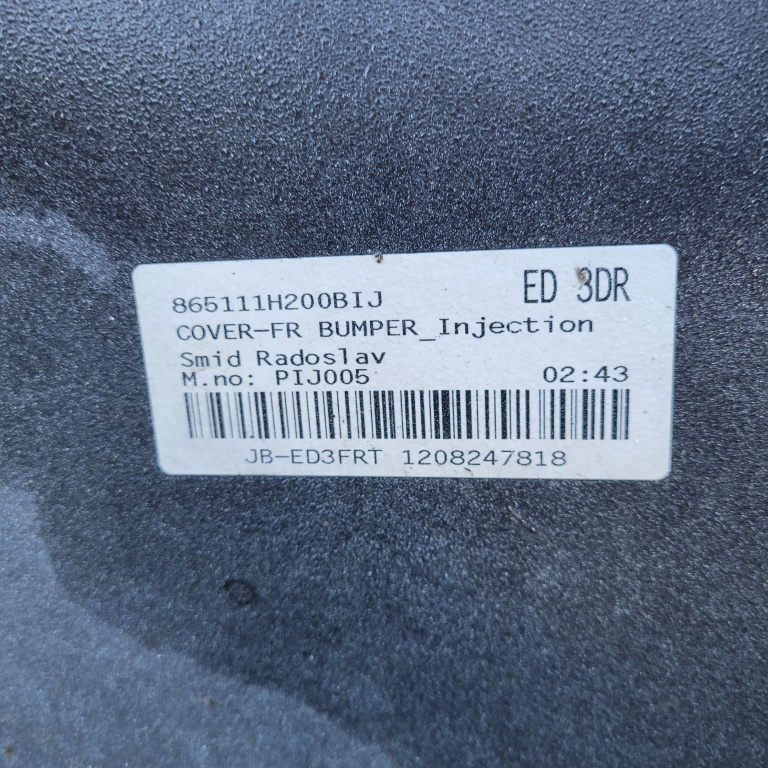 865111H200BIJ ED 3DR
COVER-FR BUMPER_Injection
Smid Radoslav
M.no: PIJ005 02:43
JB-ED3FRT 1208247818